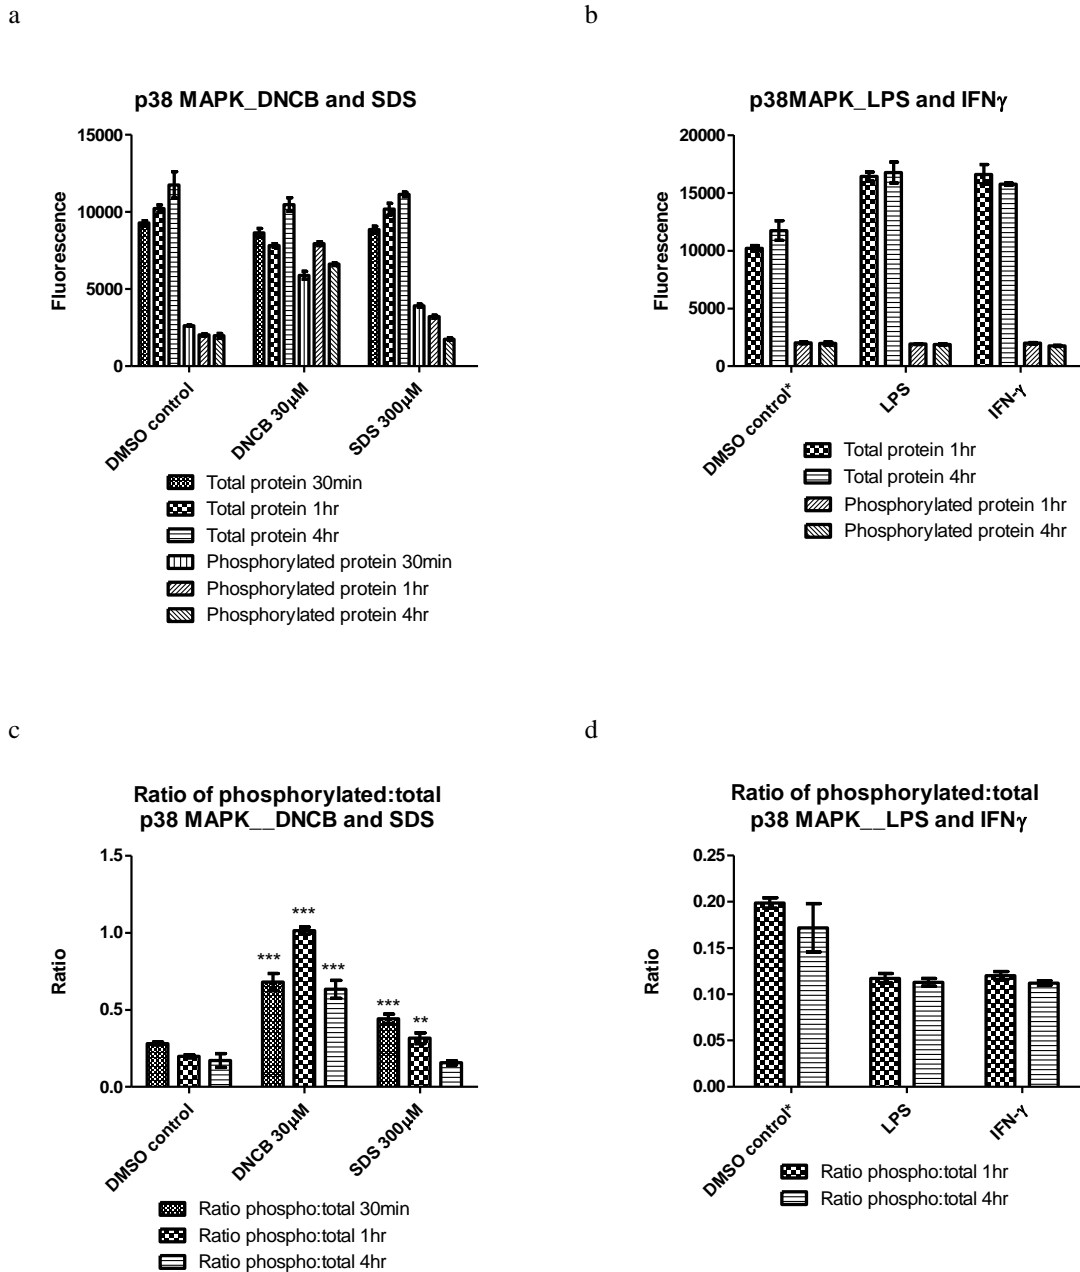 a
p38 MAPK_DNCB and SDS
15000
10000
5000
0
Fluorescence
DMSO control
DNCB 30μM
SDS 300μM
Total protein 30min
Total protein 1hr
Total protein 4hr
Phosphorylated protein 30min
Phosphorylated protein 1hr
Phosphorylated protein 4hr
b
p38MAPK_LPS and IFNγ
20000
15000
10000
5000
0
Fluorescence
DMSO control*
LPS
IFN-γ
Total protein 1hr
Total protein 4hr
Phosphorylated protein 1hr
Phosphorylated protein 4hr
c
Ratio of phosphorylated:total
p38 MAPK__DNCB and SDS
1.5
1.0
0.5
0.0
Ratio
***
***
***
***
**
DMSO control
DNCB 30μM
SDS 300μM
Ratio phospho:total 30min
Ratio phospho:total 1hr
Ratio phospho:total 4hr
d
Ratio of phosphorylated:total
p38 MAPK__LPS and IFNγ
0.25
0.20
0.15
0.10
0.05
0.00
Ratio
DMSO control*
LPS
IFN-γ
Ratio phospho:total 1hr
Ratio phospho:total 4hr